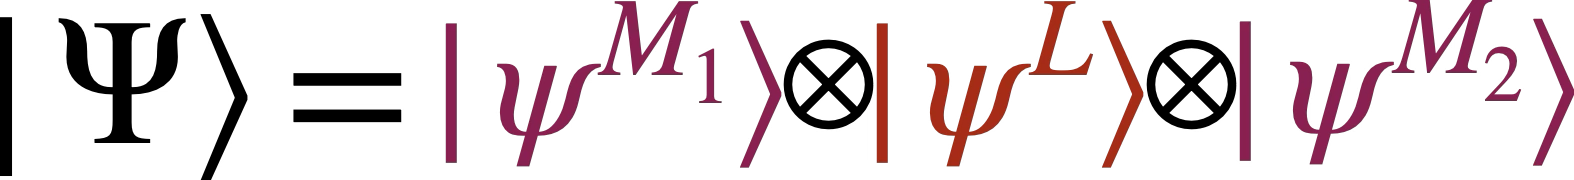 |Ψ⟩ = |ψ^{M_1}⟩ ⊗ |ψ^L⟩ ⊗ |ψ^{M_2}⟩